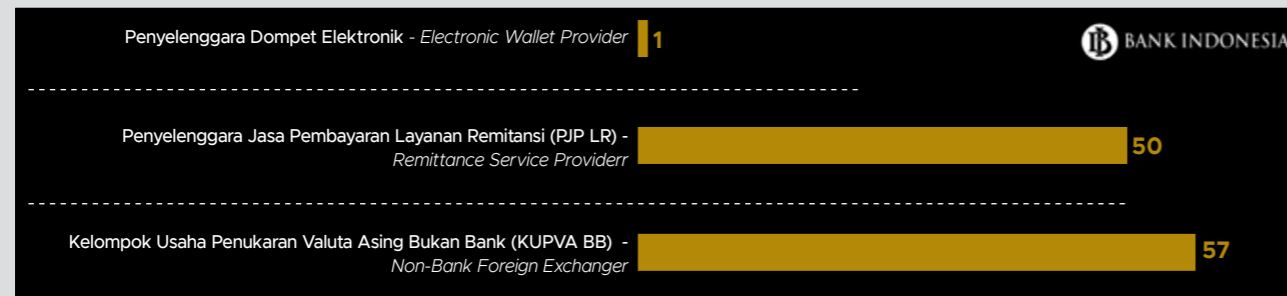 Penyelenggara Dompet Elektronik - Electronic Wallet Provider 1
BANK INDONESIA
Penyelenggara Jasa Pembayaran Layanan Remitansi (PJP LR) -
Remittance Service Providerr
50
Kelompok Usaha Penukaran Valuta Asing Bukan Bank (KUPVA BB) -
Non-Bank Foreign Exchanger
57